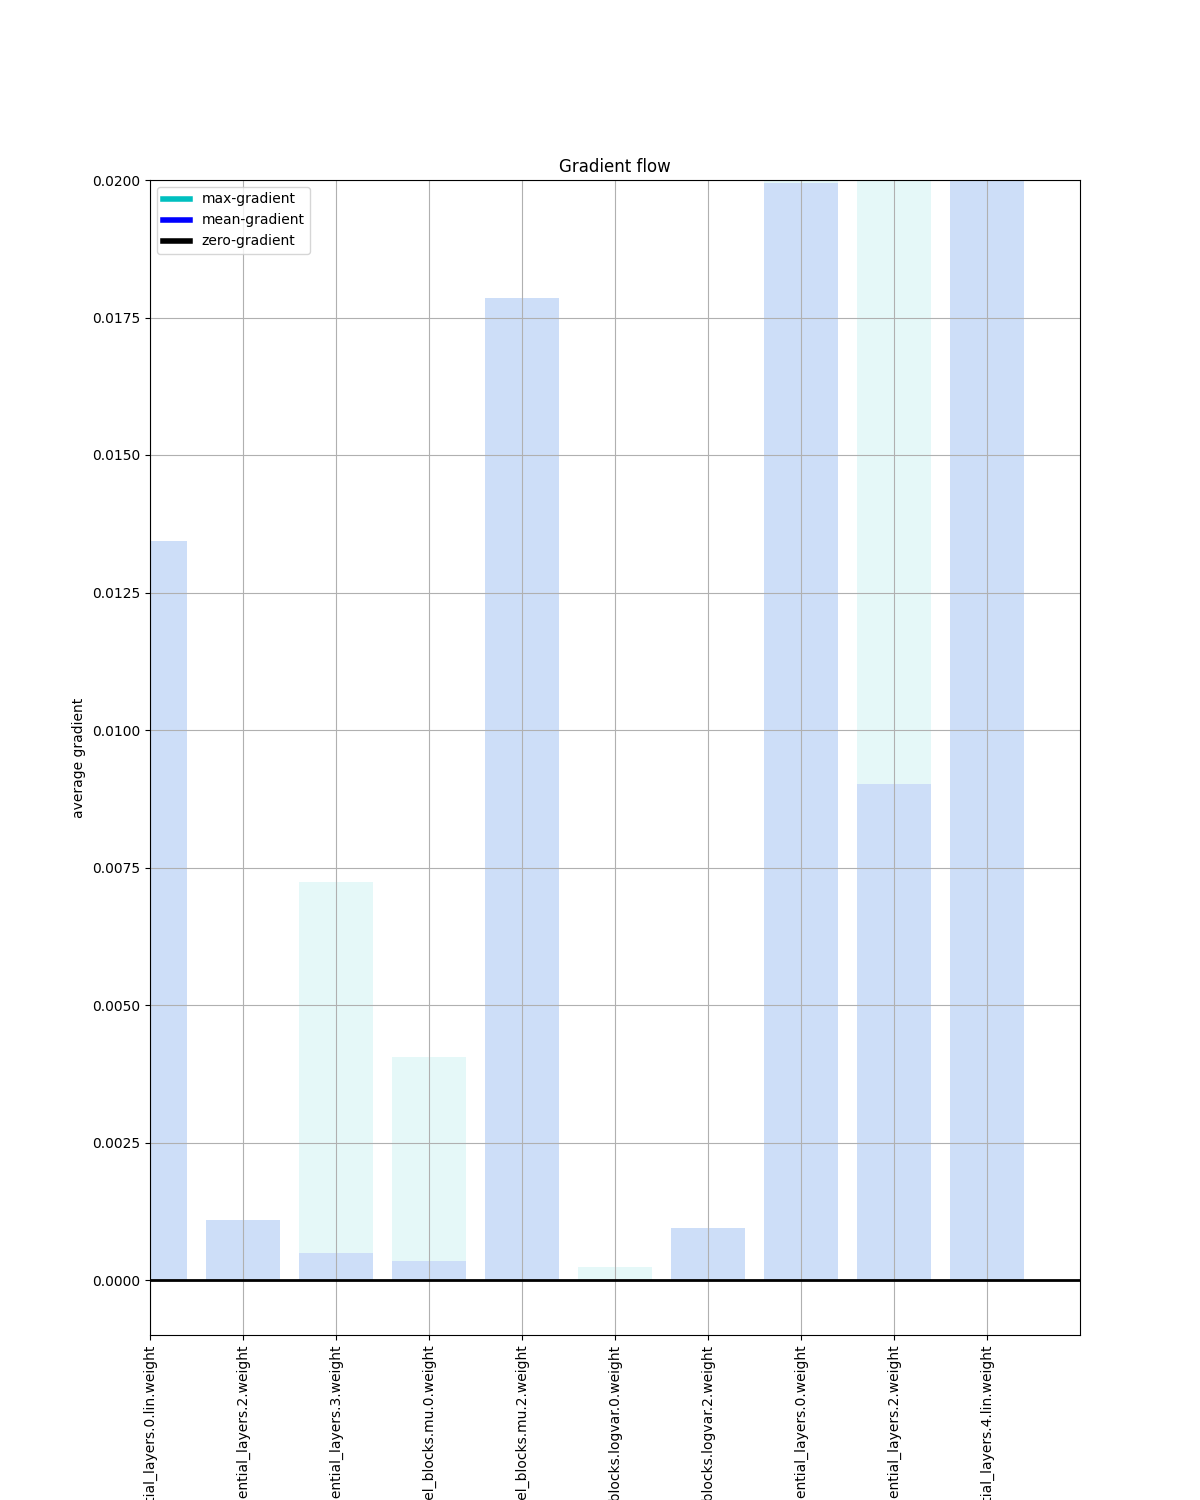 Gradient flow
max-gradient
mean-gradient
zero-gradient
0.0200
0.0175
0.0150
0.0125
0.0100
0.0075
0.0050
0.0025
0.0000
average gradient
tial_layers.0.lin.weight
ential_layers.2.weight
ential_layers.3.weight
el_blocks.mu.0.weight
el_blocks.mu.2.weight
blocks.logvar.0.weight
blocks.logvar.2.weight
ential_layers.0.weight
ential_layers.2.weight
tial_layers.4.lin.weight